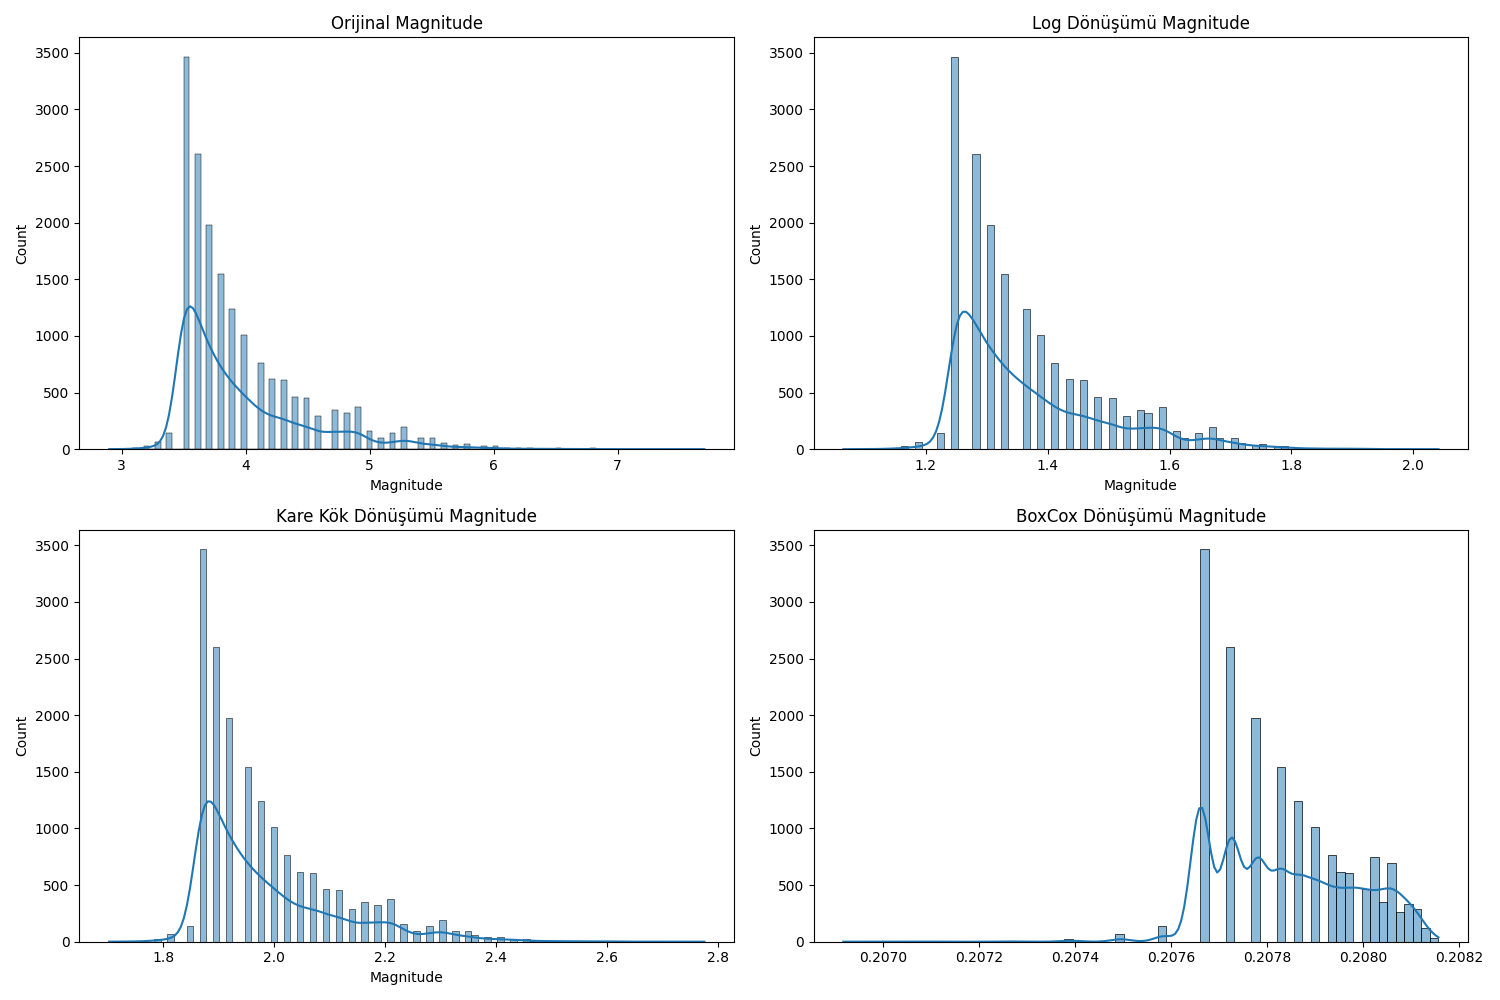 Orijinal Magnitude
3500
3000
2500
2000
1500
1000
500
0
Count
3 4 5 6 7
Magnitude
Log Dönüşümü Magnitude
3500
3000
2500
2000
1500
1000
500
0
Count
1.2 1.4 1.6 1.8 2.0
Magnitude
Kare Kök Dönüşümü Magnitude
3500
3000
2500
2000
1500
1000
500
0
Count
1.8 2.0 2.2 2.4 2.6 2.8
Magnitude
BoxCox Dönüşümü Magnitude
3500
3000
2500
2000
1500
1000
500
0
Count
0.2070 0.2072 0.2074 0.2076 0.2078 0.2080 0.2082